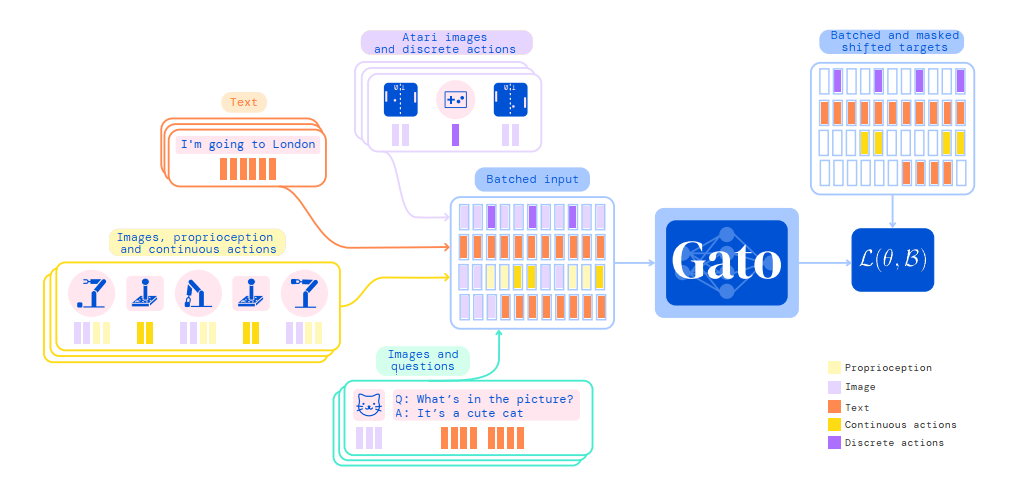 Atari images
and discrete actions
Batched and masked
shifted targets
Text
I'm going to London
Batched input
Images, proprioception
and continuous actions
Gato
ℒ(θ, ℬ)
Images and
questions
Q: What's in the picture?
A: It's a cute cat
Proprioception
Image
Text
Continuous actions
Discrete actions